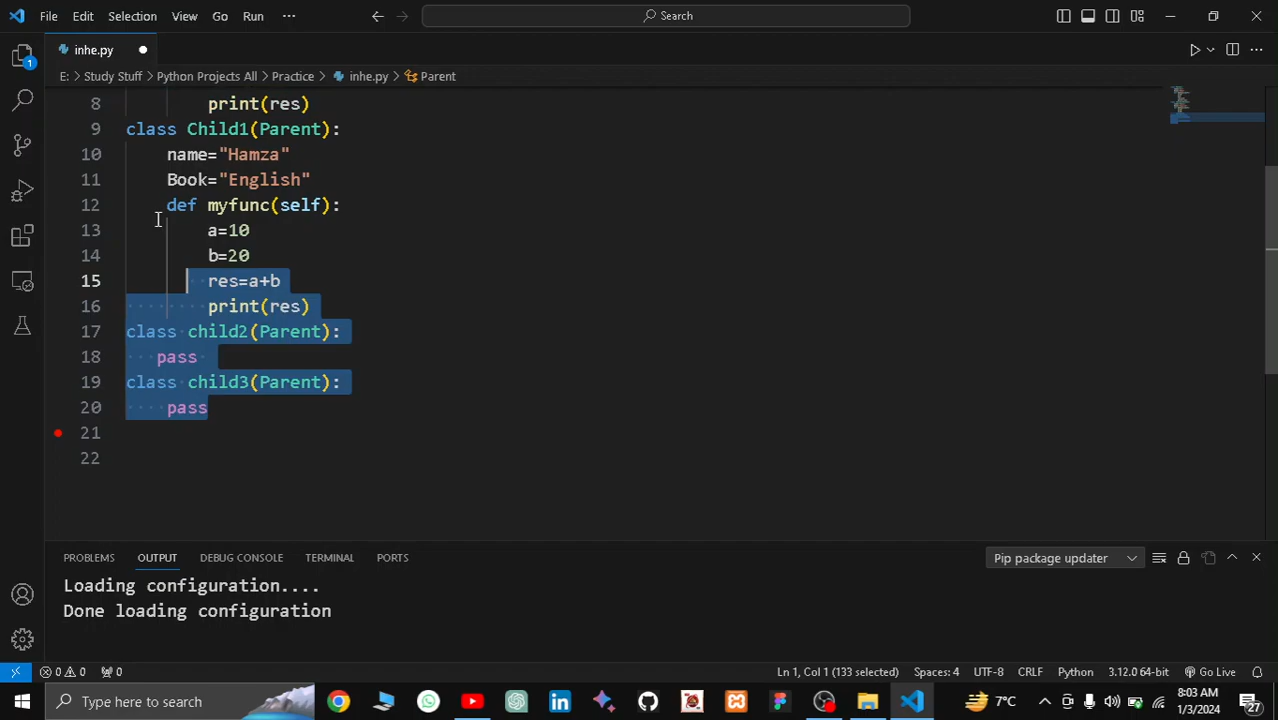 File Edit Selection View Go Run ··· Search
inhe.py
E: > Study Stuff > Python Projects All > Practice > inhe.py > Parent
8 print(res)
9 class Child1(Parent):
10 name="Hamza"
11 Book="English"
12 def myfunc(self):
13 a=10
14 b=20
15 res=a+b
16 print(res)
17 class child2(Parent):
18 pass
19 class child3(Parent):
20 pass
21
22
PROBLEMS OUTPUT DEBUG CONSOLE TERMINAL PORTS Pip package updater
Loading configuration....
Done loading configuration
0 0 0 Ln 1, Col 1 (133 selected) Spaces: 4 UTF-8 CRLF Python 3.12.0 64-bit Go Live
Type here to search 7°C 8:03 AM
1/3/2024 27
1